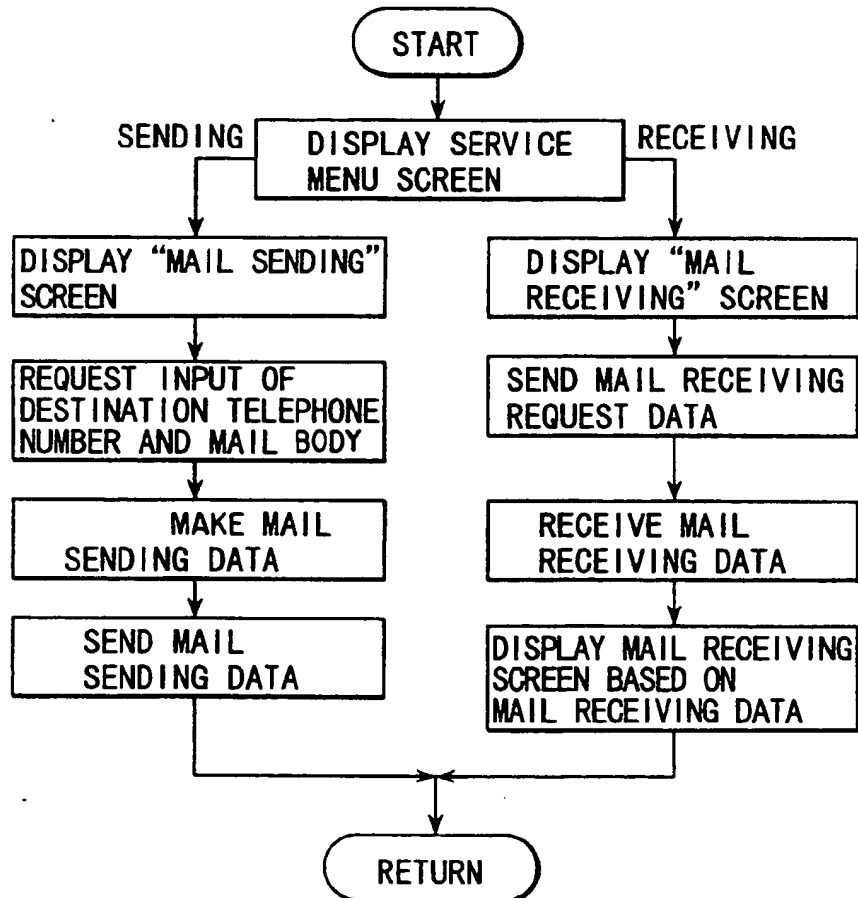 START
SENDING
DISPLAY SERVICE
MENU SCREEN
RECEIVING
DISPLAY “MAIL SENDING”
SCREEN
REQUEST INPUT OF
DESTINATION TELEPHONE
NUMBER AND MAIL BODY
MAKE MAIL
SENDING DATA
SEND MAIL
SENDING DATA
DISPLAY “MAIL
RECEIVING” SCREEN
SEND MAIL RECEIVING
REQUEST DATA
RECEIVE MAIL
RECEIVING DATA
DISPLAY MAIL RECEIVING
SCREEN BASED ON
MAIL RECEIVING DATA
RETURN